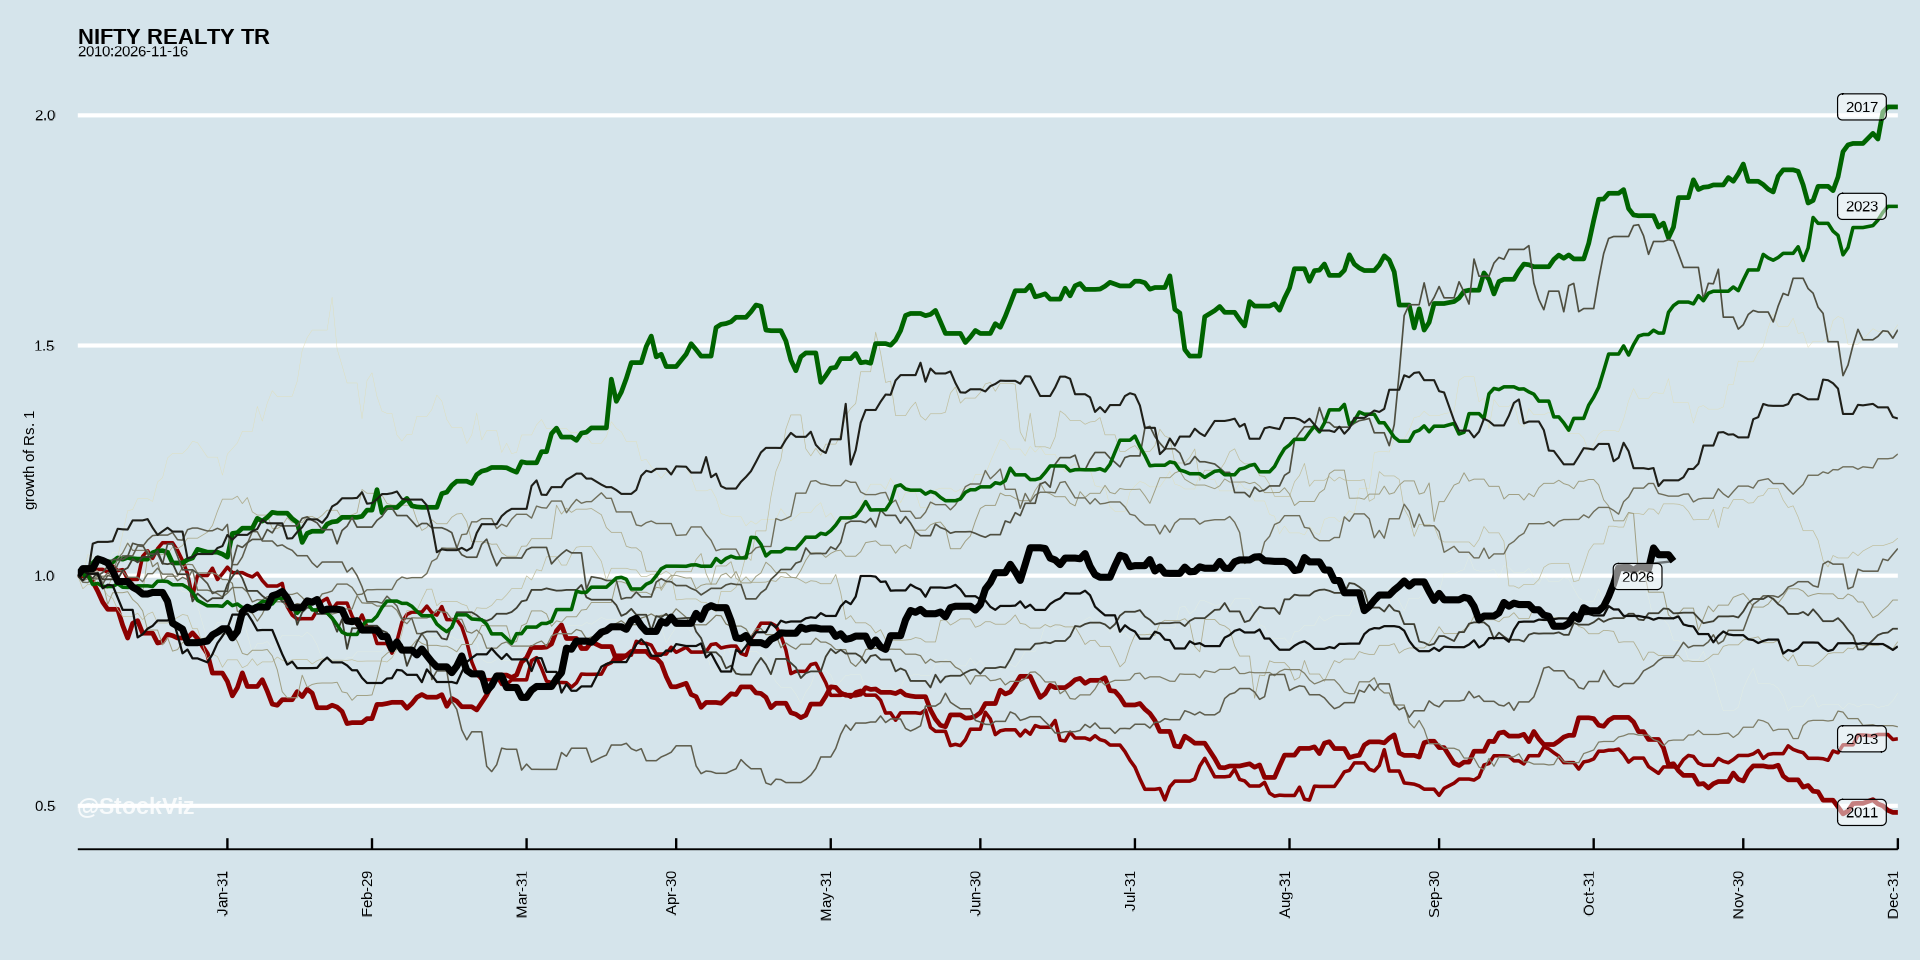 NIFTY REALTY TR
2010:2026-11-16
growth of Rs. 1
2.0
1.5
1.0
0.5
2017
2023
2026
2013
2011
@StockViz
Jan-31
Feb-29
Mar-31
Apr-30
May-31
Jun-30
Jul-31
Aug-31
Sep-30
Oct-31
Nov-30
Dec-31